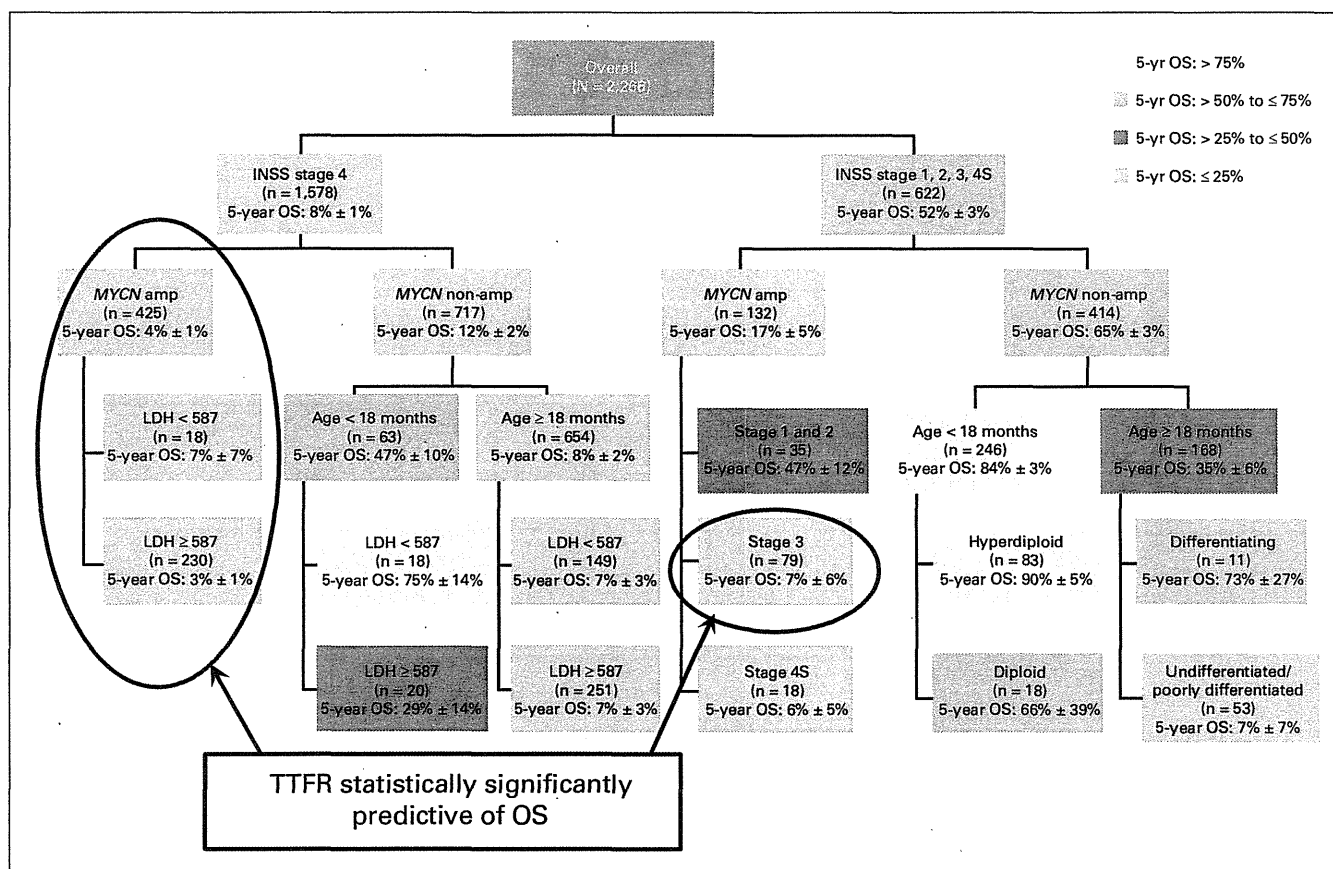 Overall
(N = 2,266)
5-yr OS: > 75%
5-yr OS: > 50% to ≤ 75%
5-yr OS: > 25% to ≤ 50%
5-yr OS: ≤ 25%
INSS stage 4
(n = 1,578)
5-year OS: 8% ± 1%
INSS stage 1, 2, 3, 4S
(n = 622)
5-year OS: 52% ± 3%
MYCN amp
(n = 425)
5-year OS: 4% ± 1%
MYCN non-amp
(n = 717)
5-year OS: 12% ± 2%
MYCN amp
(n = 132)
5-year OS: 17% ± 5%
MYCN non-amp
(n = 414)
5-year OS: 65% ± 3%
LDH < 587
(n = 18)
5-year OS: 7% ± 7%
Age < 18 months
(n = 63)
5-year OS: 47% ± 10%
Age ≥ 18 months
(n = 654)
5-year OS: 8% ± 2%
Stage 1 and 2
(n = 35)
5-year OS: 47% ± 12%
Age < 18 months
(n = 246)
5-year OS: 84% ± 3%
Age ≥ 18 months
(n = 168)
5-year OS: 35% ± 6%
LDH ≥ 587
(n = 230)
5-year OS: 3% ± 1%
LDH < 587
(n = 18)
5-year OS: 75% ± 14%
LDH < 587
(n = 149)
5-year OS: 7% ± 3%
Stage 3
(n = 79)
5-year OS: 7% ± 6%
Hyperdiploid
(n = 83)
5-year OS: 90% ± 5%
Differentiating
(n = 11)
5-year OS: 73% ± 27%
LDH ≥ 587
(n = 20)
5-year OS: 29% ± 14%
LDH ≥ 587
(n = 251)
5-year OS: 7% ± 3%
Stage 4S
(n = 18)
5-year OS: 6% ± 5%
Diploid
(n = 18)
5-year OS: 66% ± 39%
Undifferentiated/
poorly differentiated
(n = 53)
5-year OS: 7% ± 7%
TTFR statistically significantly
predictive of OS